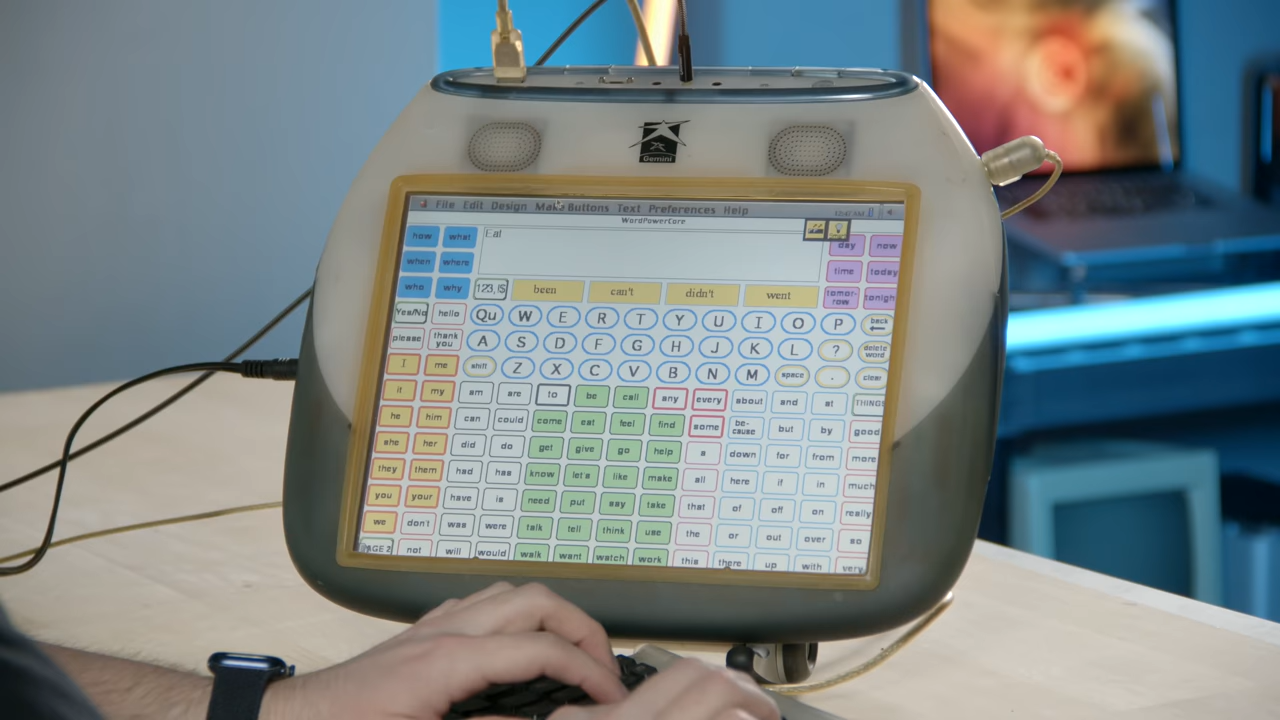 Gemini
File Edit Design Make Buttons Text Preferences Help 12:47 AM
WordPowerCore
how what Eat day now
when where time today
who why 123,!$ been can't didn't went tomor-row tonight
Yes/No hello Qu W E R T Y U I O P back
please thank you A S D F G H J K L ? delete word
I me shift Z X C V B N M space . clear
it my am are to be call any every about and at THINGS
he him can could come eat feel find some be-cause but by good
she her did do get give go help a down for from more
they them had has know let's like make all here if in much
you your have is need put say take that of off on really
we don't was were talk tell think use the or out over so
PAGE 2 not will would walk want watch work this there up with very